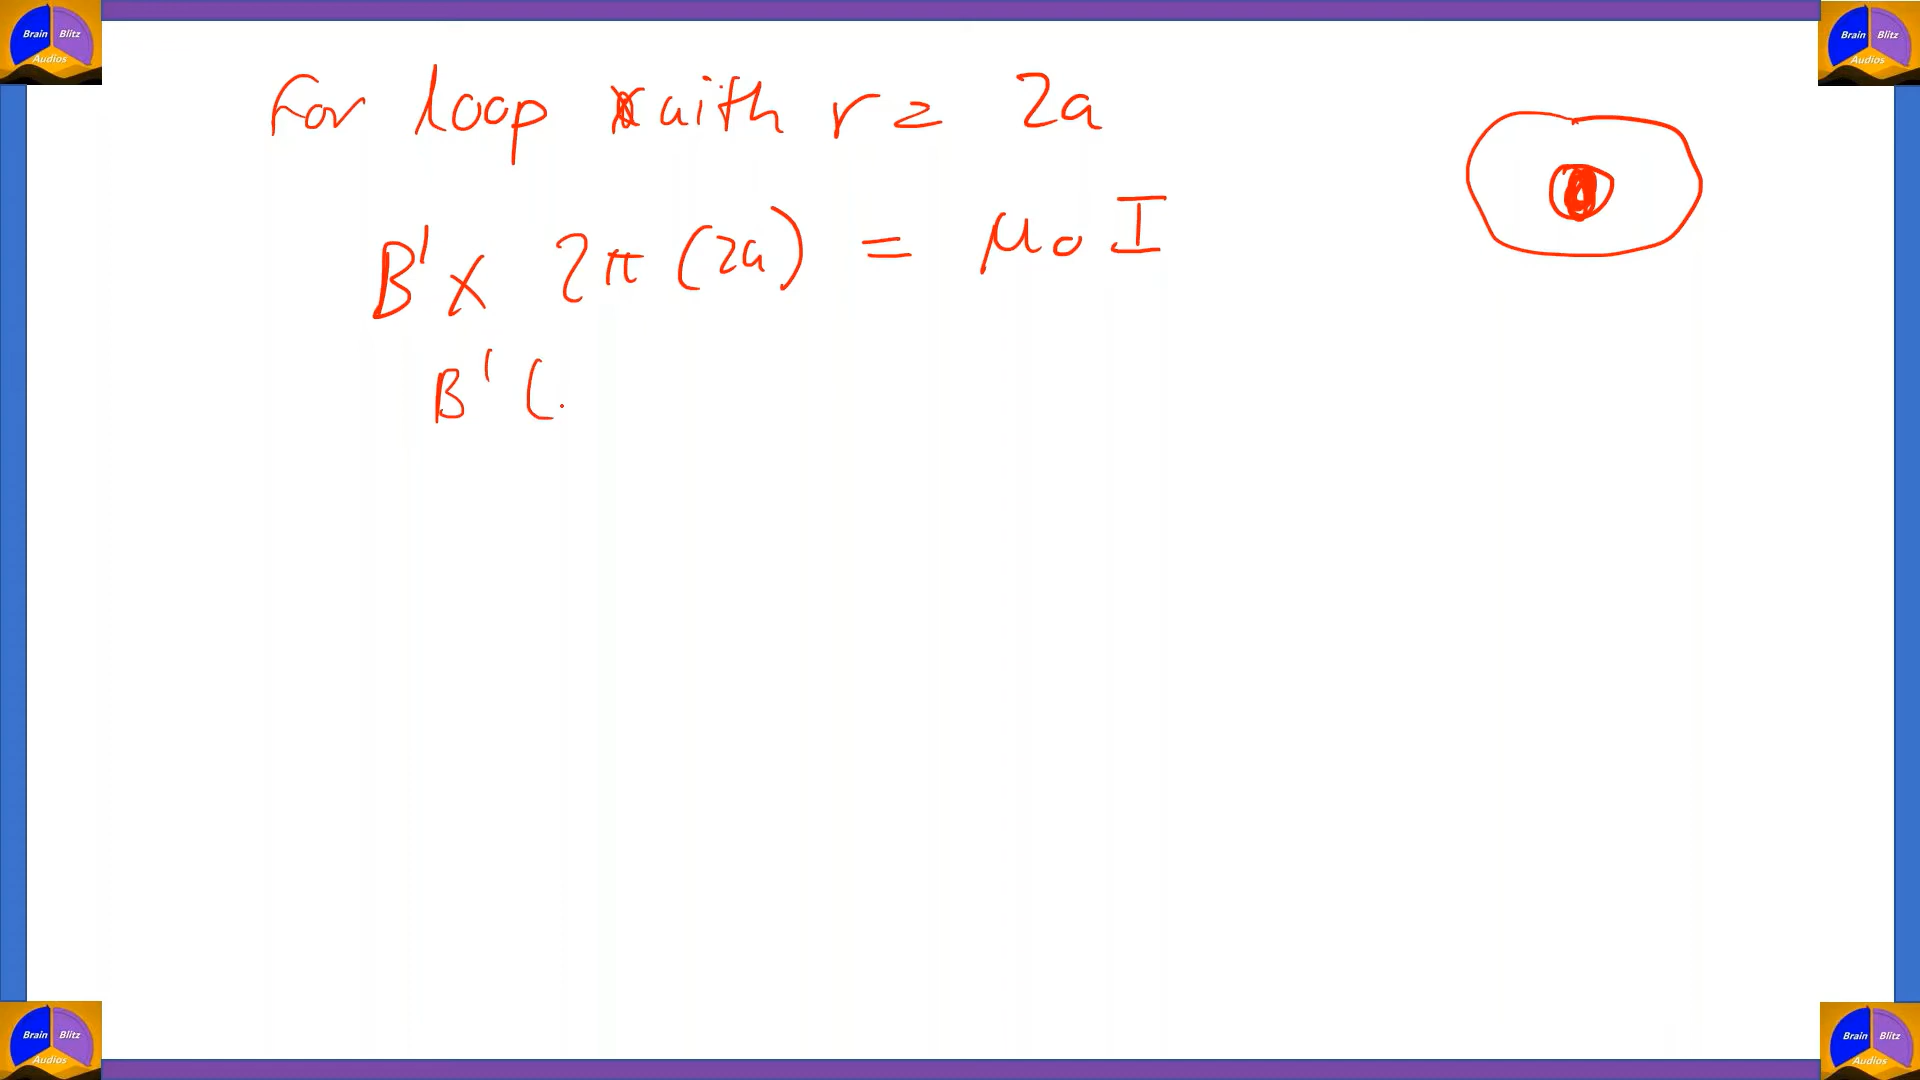 Brain Blitz Audios
Brain Blitz Audios
For loop with r = 2a
B' x 2π (2a) = μ₀ I
B' (
Brain Blitz Audios
Brain Blitz Audios